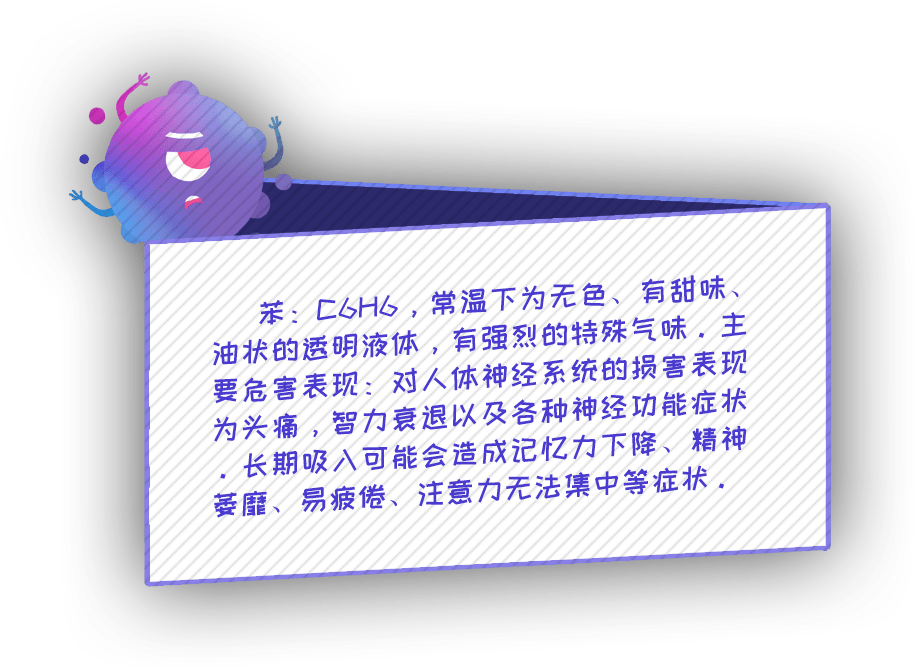 苯：C6H6，常温下为无色、有甜味、
油状的透明液体，有强烈的特殊气味．主
要危害表现：对人体神经系统的损害表现
为头痛，智力衰退以及各种神经功能症状
．长期吸入可能会造成记忆力下降、精神
萎靡、易疲倦、注意力无法集中等症状．